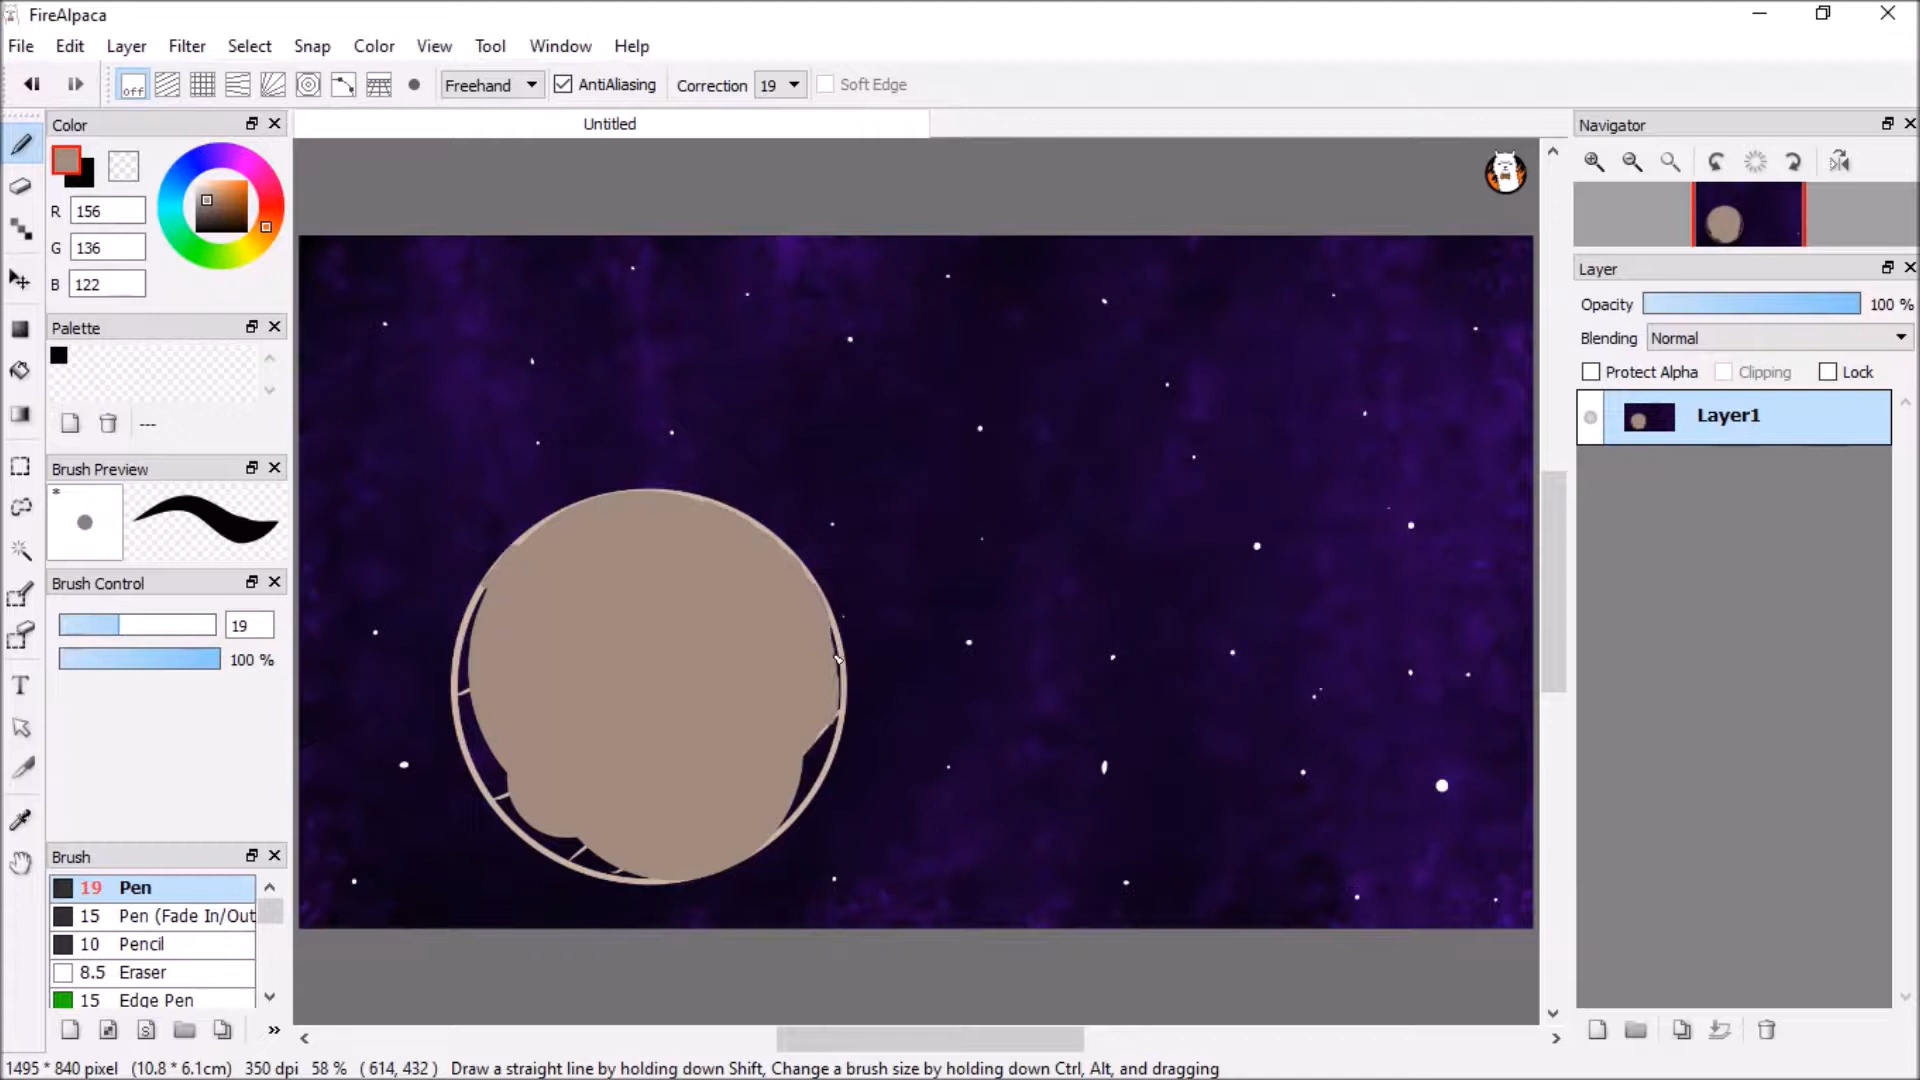 FireAlpaca
File Edit Layer Filter Select Snap Color View Tool Window Help
off Freehand AntiAliasing Correction 19 Soft Edge
Color
R 156
G 136
B 122
Palette
---
Brush Preview
*
Brush Control
19
100 %
Brush
19 Pen
15 Pen (Fade In/Out
10 Pencil
8.5 Eraser
15 Edge Pen
Untitled
Navigator
Layer
Opacity 100 %
Blending Normal
Protect Alpha Clipping Lock
Layer1
1495 * 840 pixel (10.8 * 6.1cm) 350 dpi 58 % ( 614, 432 ) Draw a straight line by holding down Shift, Change a brush size by holding down Ctrl, Alt, and dragging